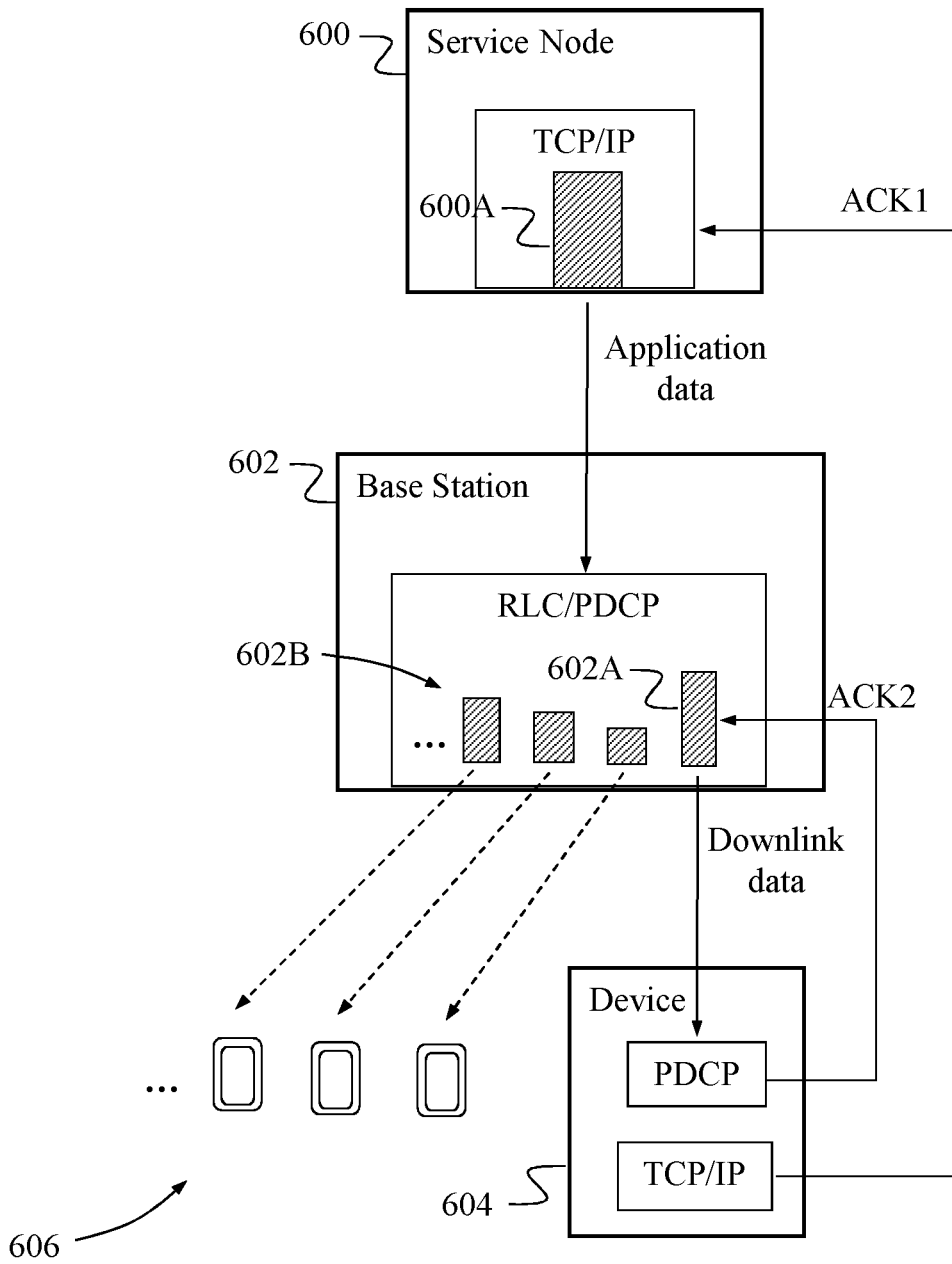 600
Service Node
TCP/IP
600A
ACK1
Application
data
602
Base Station
RLC/PDCP
602B
602A
ACK2
...
Downlink
data
Device
PDCP
...
TCP/IP
604
606